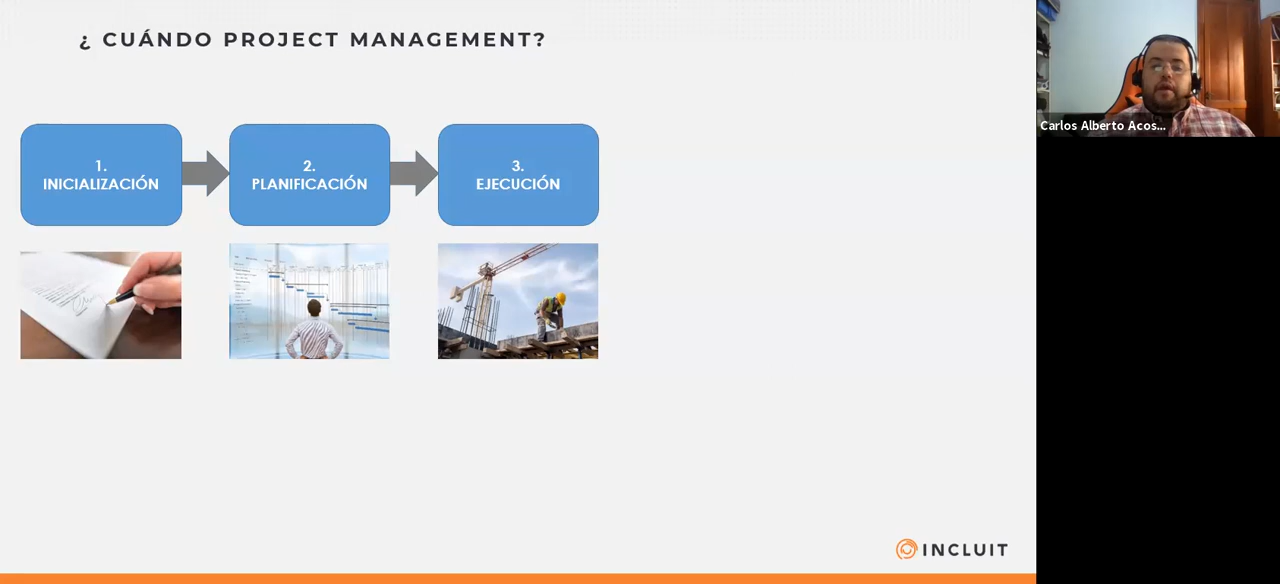 ¿ CUÁNDO PROJECT MANAGEMENT?
1.
INICIALIZACIÓN
2.
PLANIFICACIÓN
3.
EJECUCIÓN
Carlos Alberto Acos...
INCLUIT